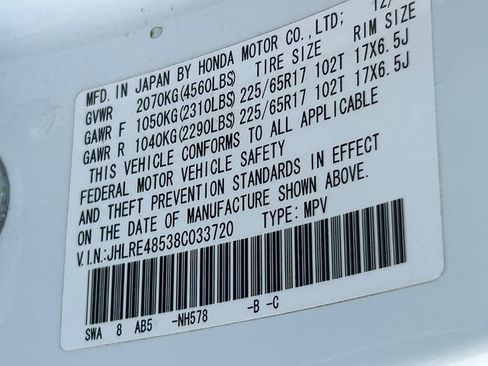 MFD. IN JAPAN BY HONDA MOTOR CO., LTD; 12/
GVWR 2070KG(4560LBS) TIRE SIZE RIM SIZE
GAWR F 1050KG(2310LBS) 225/65R17 102T 17X6.5J
GAWR R 1040KG(2290LBS) 225/65R17 102T 17X6.5J
THIS VEHICLE CONFORMS TO ALL APPLICABLE
FEDERAL MOTOR VEHICLE SAFETY
AND THEFT PREVENTION STANDARDS IN EFFECT
ON THE DATE OF MANUFACTURE SHOWN ABOVE.
V.I.N:JHLRE48538C033720 TYPE: MPV
SWA 8 AB5 -NH578 -B -C